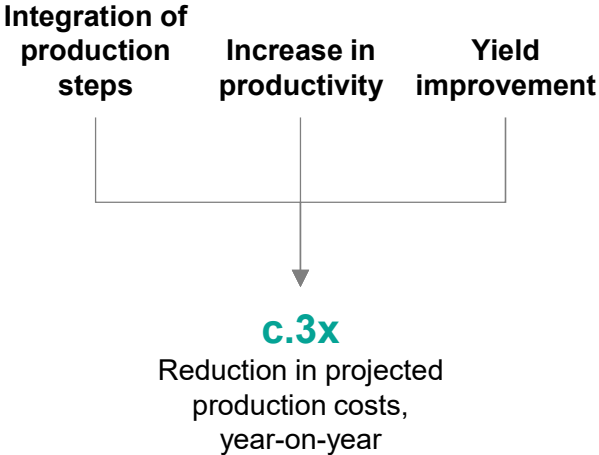 Integration of
production
steps
Increase in
productivity
Yield
improvement
c.3x
Reduction in projected
production costs,
year-on-year